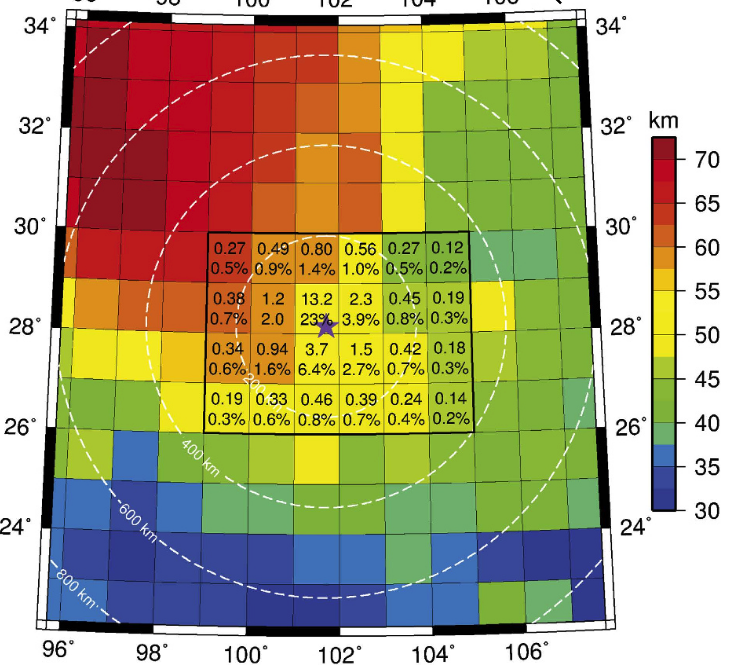 100 102 104
34° 34°
km
32° 32°
70
65
30° 30°
0.27 0.49 0.80 0.56 0.27 0.12
0.5% 0.9% 1.4% 1.0% 0.5% 0.2%
60
55
0.38 1.2 13.2 2.3 0.45 0.19
0.7% 2.0 23% 3.9% 0.8% 0.3%
28° 28°
50
0.34 0.94 3.7 1.5 0.42 0.18
0.6% 1.6% 6.4% 2.7% 0.7% 0.3%
45
200 km
0.19 0.33 0.46 0.39 0.24 0.14
0.3% 0.6% 0.8% 0.7% 0.4% 0.2%
40
26° 26°
400 km
35
600 km
30
24° 24°
800 km
96° 98° 100° 102° 104° 106°